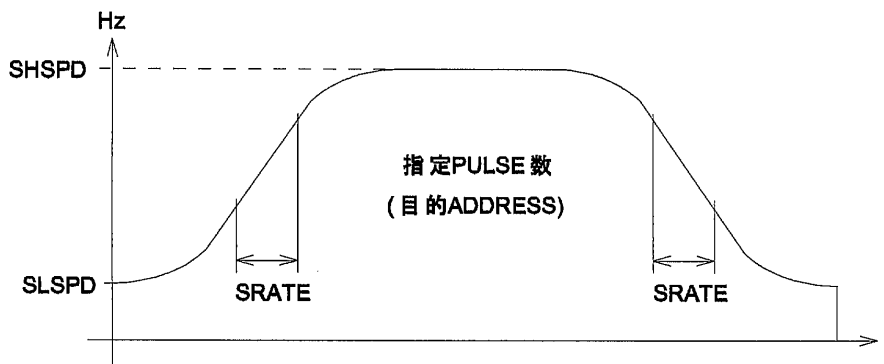 Hz
SHSPD
指定PULSE数
(目的ADDRESS)
SLSPD
SRATE
SRATE